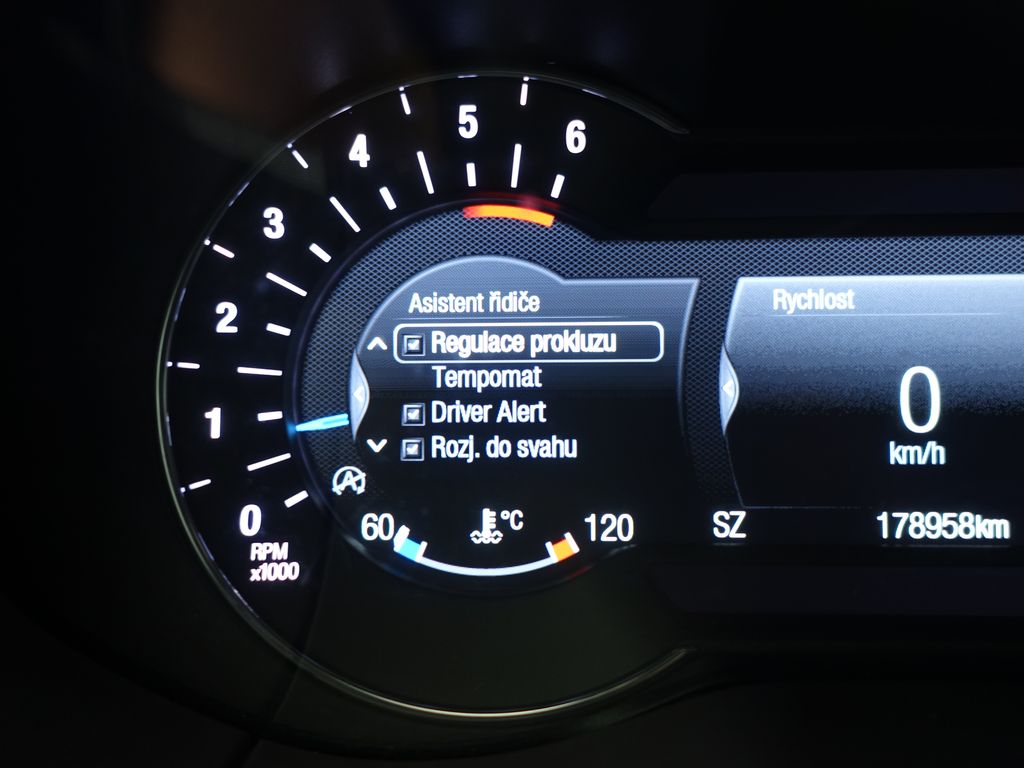 6
5
4
3
2
1
0
RPM
x1000
Asistent řidiče
Regulace prokluzu
Tempomat
Driver Alert
Rozj. do svahu
A
60 °C 120
Rychlost
0
km/h
SZ 178958km